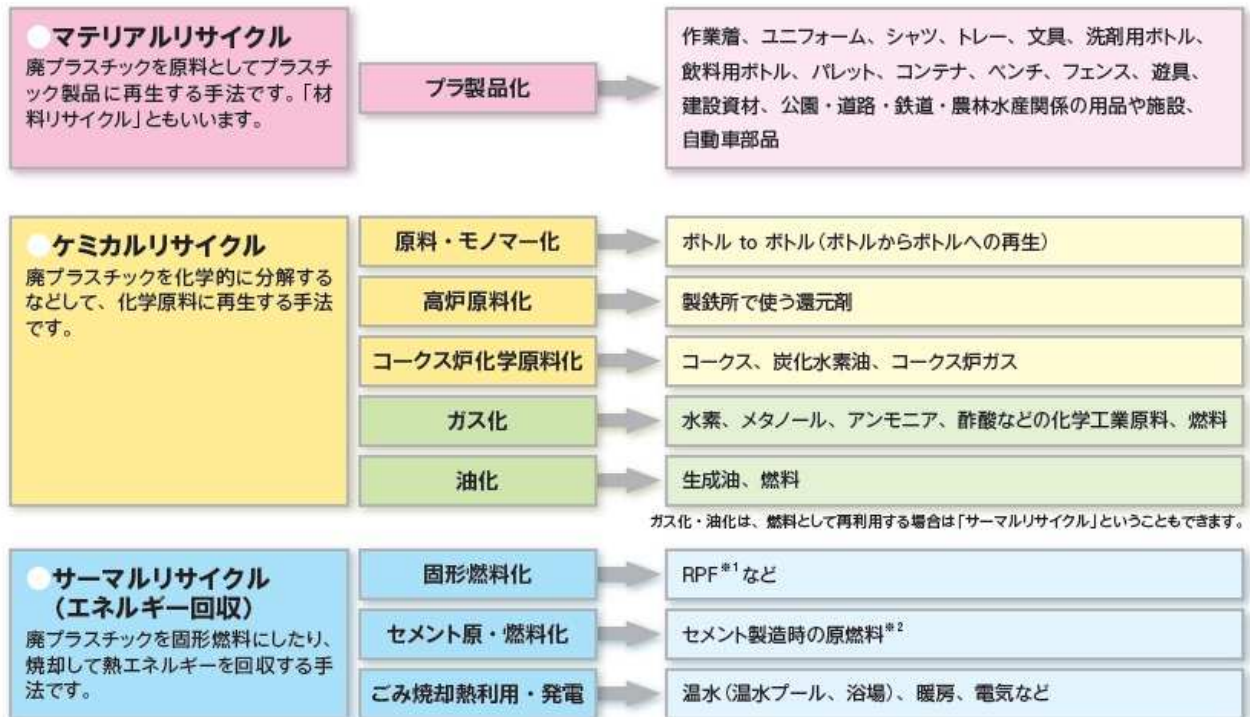 マテリアルリサイクル
廃プラスチックを原料としてプラスチ
ック製品に再生する手法です。「材
料リサイクル」ともいいます。
プラ製品化
作業着、ユニフォーム、シャツ、トレー、文具、洗剤用ボトル、
飲料用ボトル、パレット、コンテナ、ベンチ、フェンス、遊具、
建設資材、公園・道路・鉄道・農林水産関係の用品や施設、
自動車部品
ケミカルリサイクル
廃プラスチックを化学的に分解する
などして、化学原料に再生する手法
です。
原料・モノマー化
ボトル to ボトル(ボトルからボトルへの再生)
高炉原料化
製鉄所で使う還元剤
コークス炉化学原料化
コークス、炭化水素油、コークス炉ガス
ガス化
水素、メタノール、アンモニア、酢酸などの化学工業原料、燃料
油化
生成油、燃料
ガス化・油化は、燃料として再利用する場合は「サーマルリサイクル」ということもできます。
サーマルリサイクル
(エネルギー回収)
廃プラスチックを固形燃料にしたり、
焼却して熱エネルギーを回収する手
法です。
固形燃料化
RPF※1など
セメント原・燃料化
セメント製造時の原燃料※2
ごみ焼却熱利用・発電
温水(温水プール、浴場)、暖房、電気など